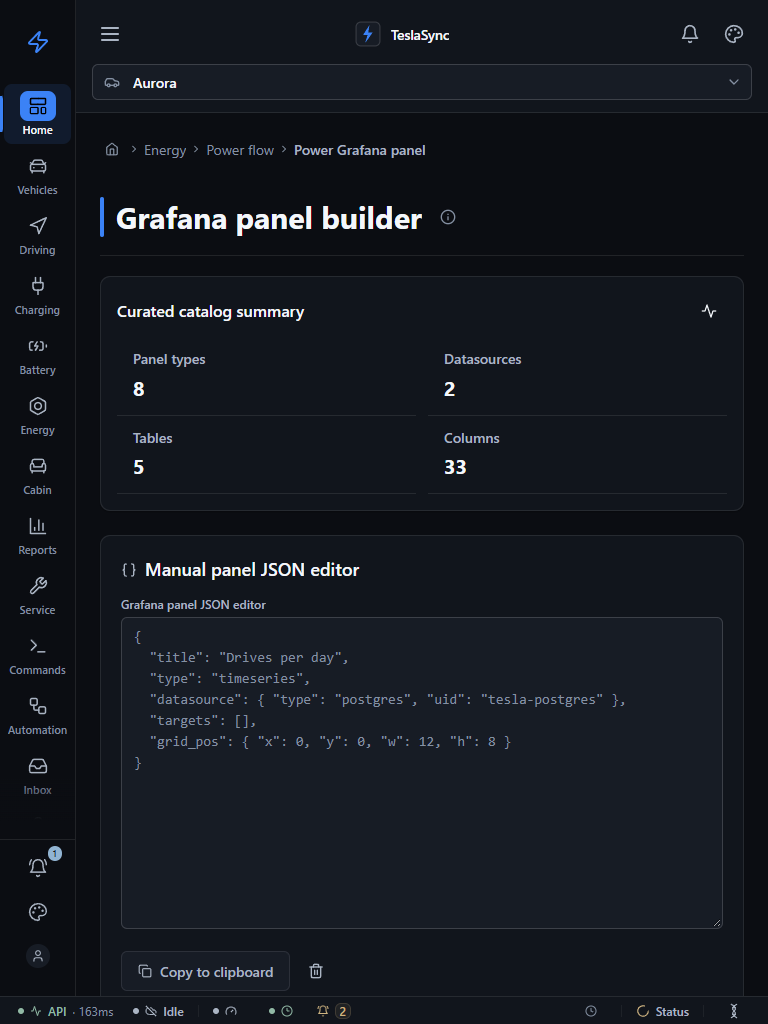 TeslaSync
Aurora
Home
Vehicles
Driving
Charging
Battery
Energy
Cabin
Reports
Service
Commands
Automation
Inbox
1
Energy > Power flow > Power Grafana panel
Grafana panel builder
Curated catalog summary
Panel types
8
Datasources
2
Tables
5
Columns
33
{} Manual panel JSON editor
Grafana panel JSON editor
{
  "title": "Drives per day",
  "type": "timeseries",
  "datasource": { "type": "postgres", "uid": "tesla-postgres" },
  "targets": [],
  "grid_pos": { "x": 0, "y": 0, "w": 12, "h": 8 }
}
Copy to clipboard
API · 163ms
Idle
2
Status